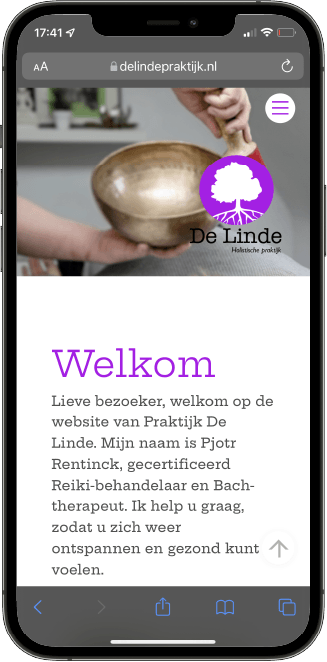 17:41
AA delindepraktijk.nl
De Linde
Holistische praktijk
Welkom
Lieve bezoeker, welkom op de
website van Praktijk De
Linde. Mijn naam is Pjotr
Rentinck, gecertificeerd
Reiki-behandelaar en Bach-
therapeut. Ik help u graag,
zodat u zich weer
ontspannen en gezond kunt
voelen.